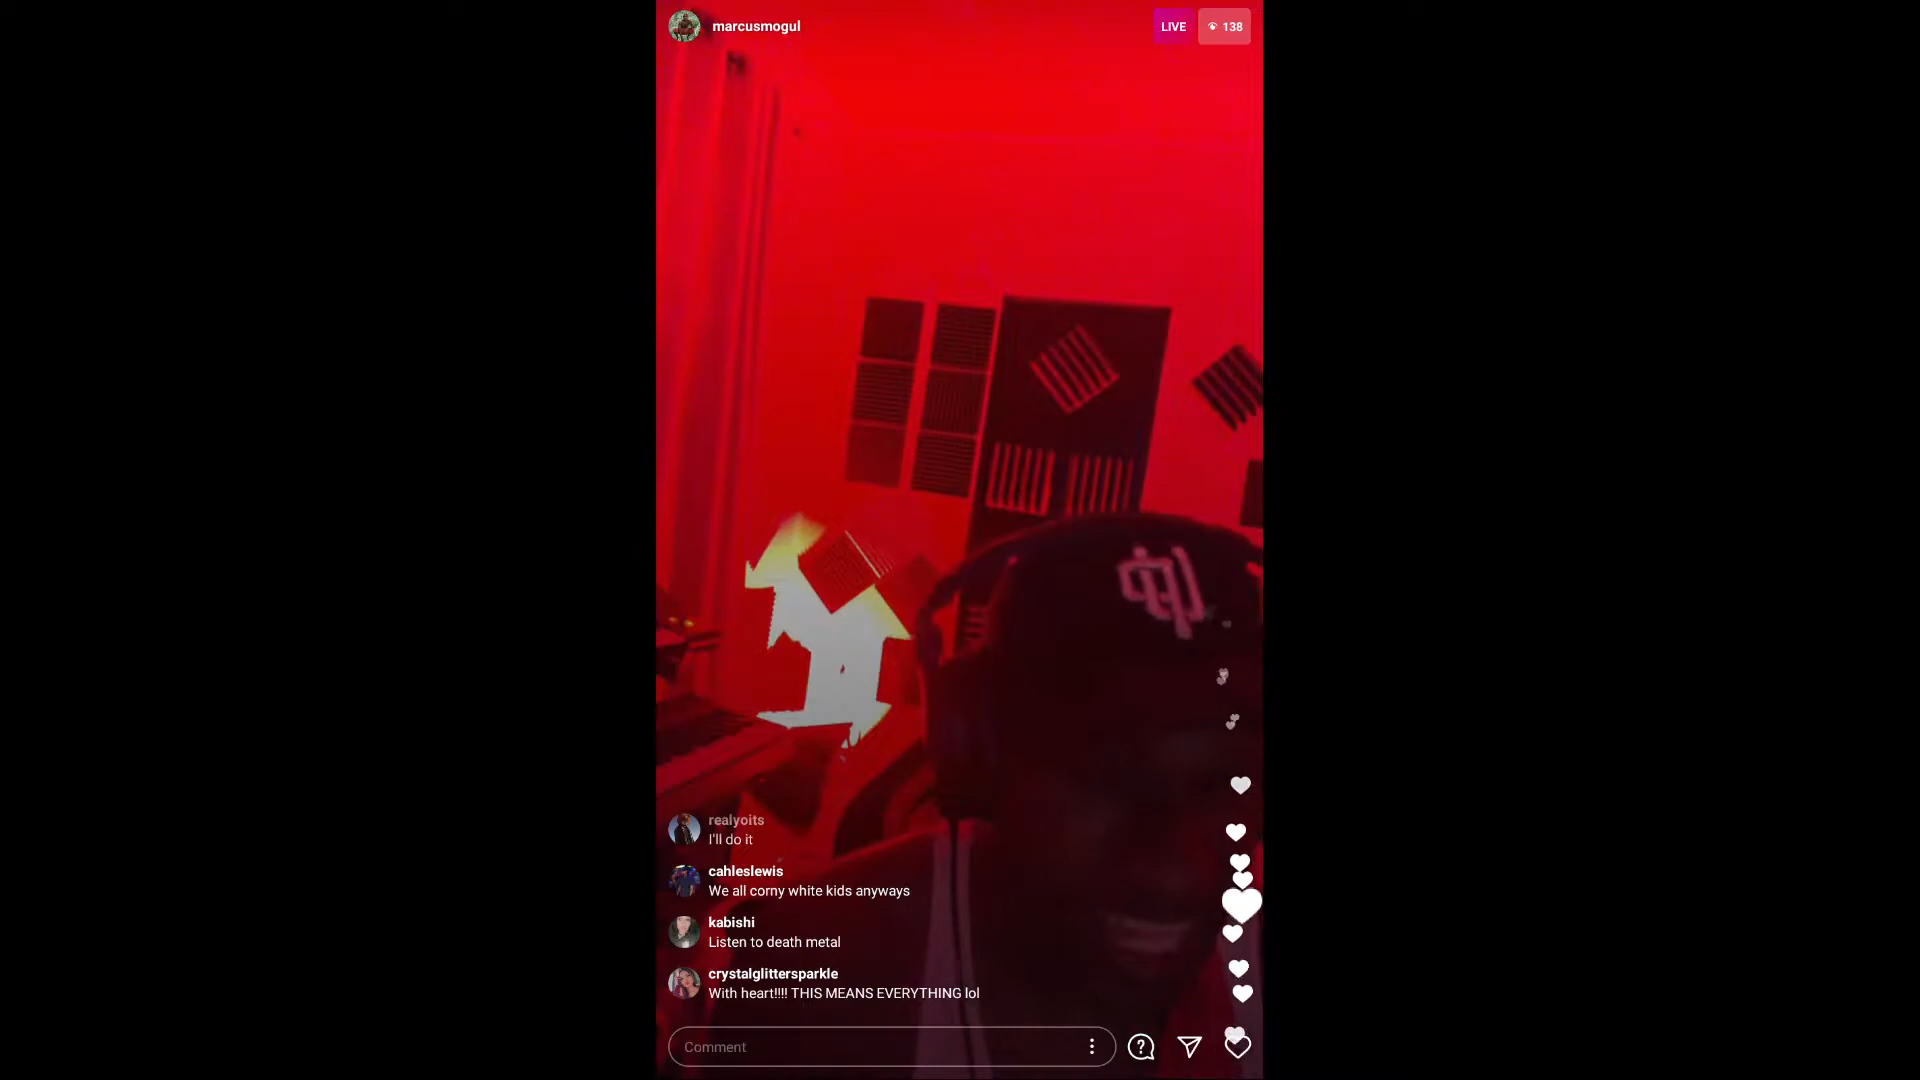 marcusmogul
LIVE
138
realyoits
I'll do it
cahleslewis
We all corny white kids anyways
kabishi
Listen to death metal
crystalglittersparkle
With heart!!!! THIS MEANS EVERYTHING lol
Comment